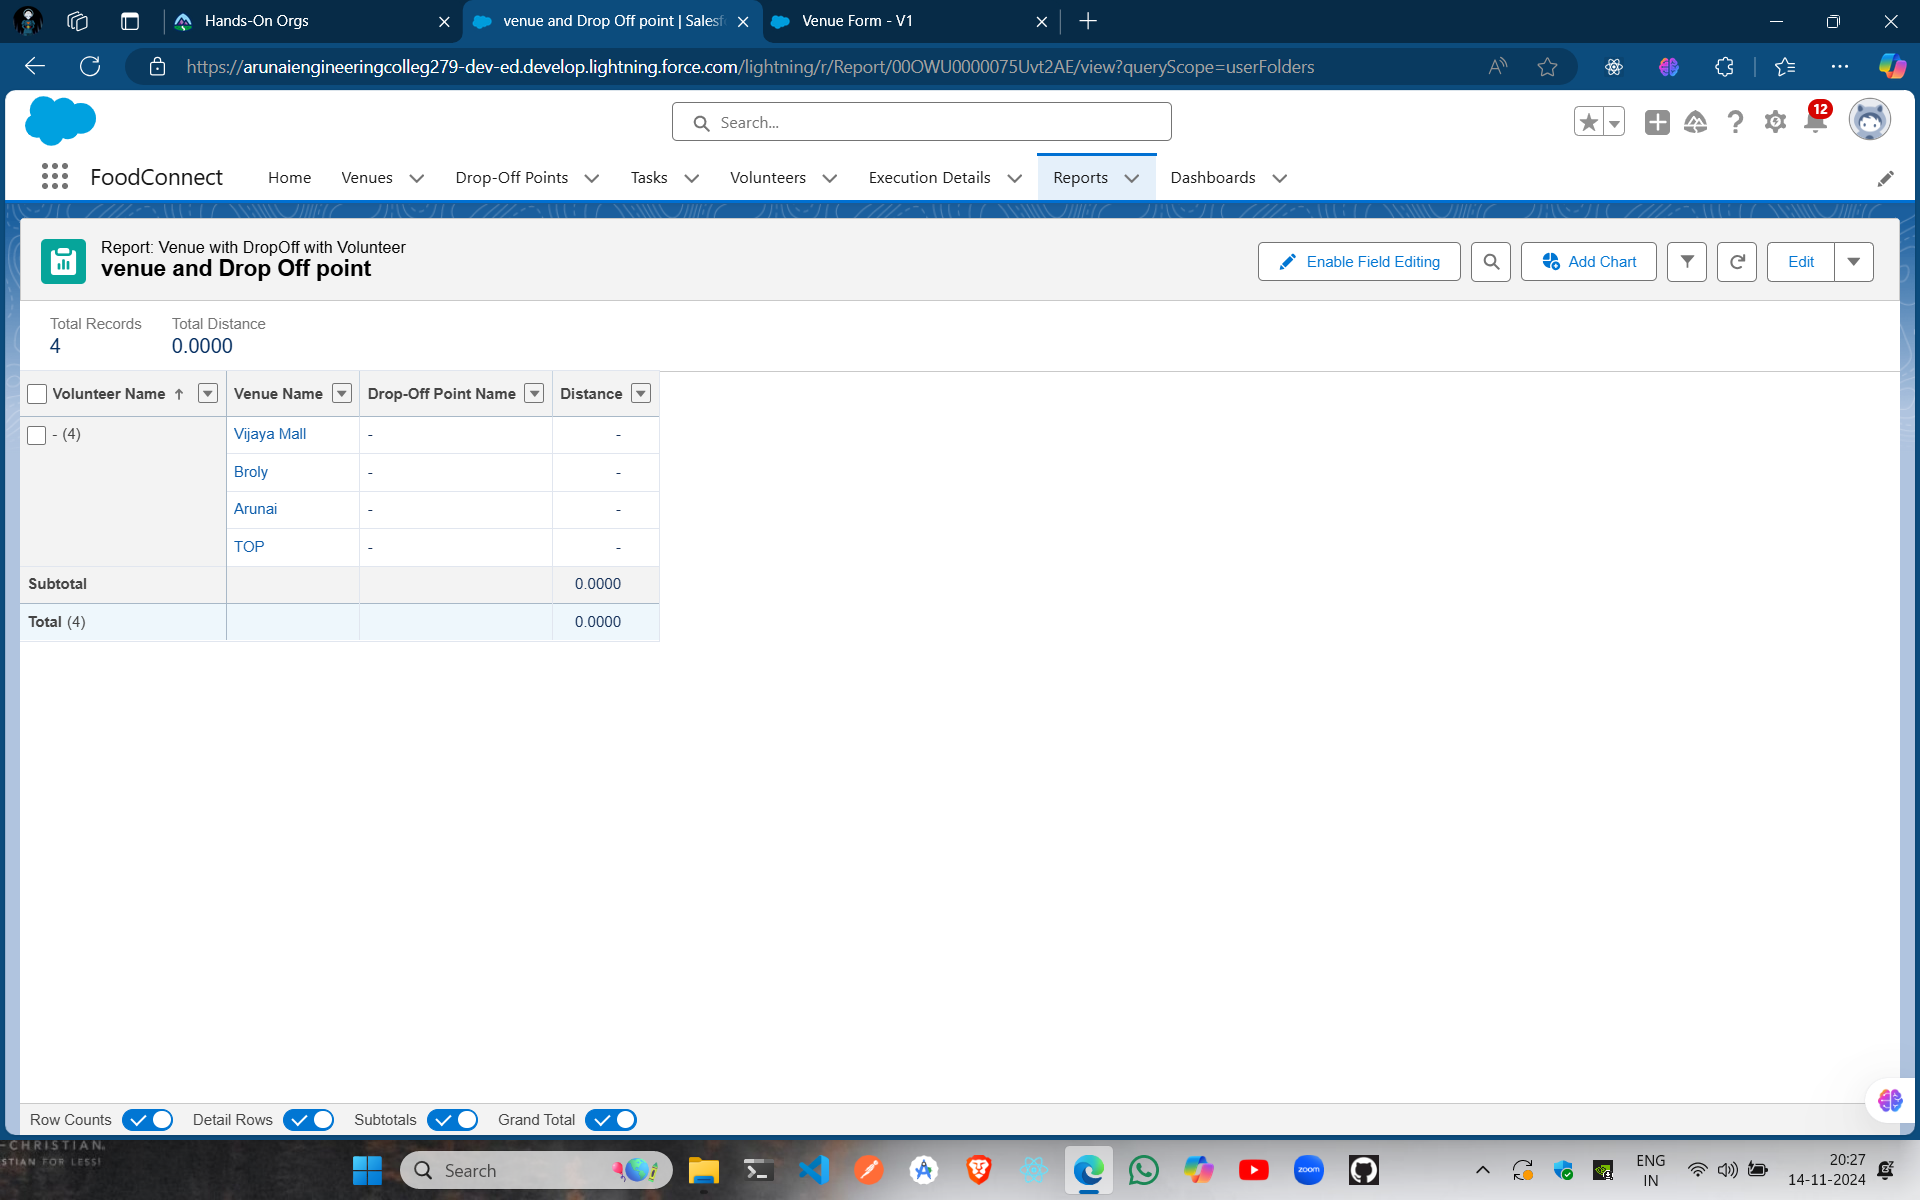 Hands-On Orgs
venue and Drop Off point | Salesf
Venue Form - V1
https://arunaiengineeringcolleg279-dev-ed.develop.lightning.force.com/lightning/r/Report/00OWU0000075Uvt2AE/view?queryScope=userFolders
Search...
12
FoodConnect
Home
Venues
Drop-Off Points
Tasks
Volunteers
Execution Details
Reports
Dashboards
Report: Venue with DropOff with Volunteer
venue and Drop Off point
Enable Field Editing
Add Chart
Edit
Total Records
Total Distance
4
0.0000
Volunteer Name
Venue Name
Drop-Off Point Name
Distance
- (4)
Vijaya Mall
-
-
Broly
-
-
Arunai
-
-
TOP
-
-
Subtotal
0.0000
Total (4)
0.0000
Row Counts
Detail Rows
Subtotals
Grand Total
-CHRISTIAN.
STIAN FOR LESS!
Search
zoom
ENG
IN
20:27
14-11-2024